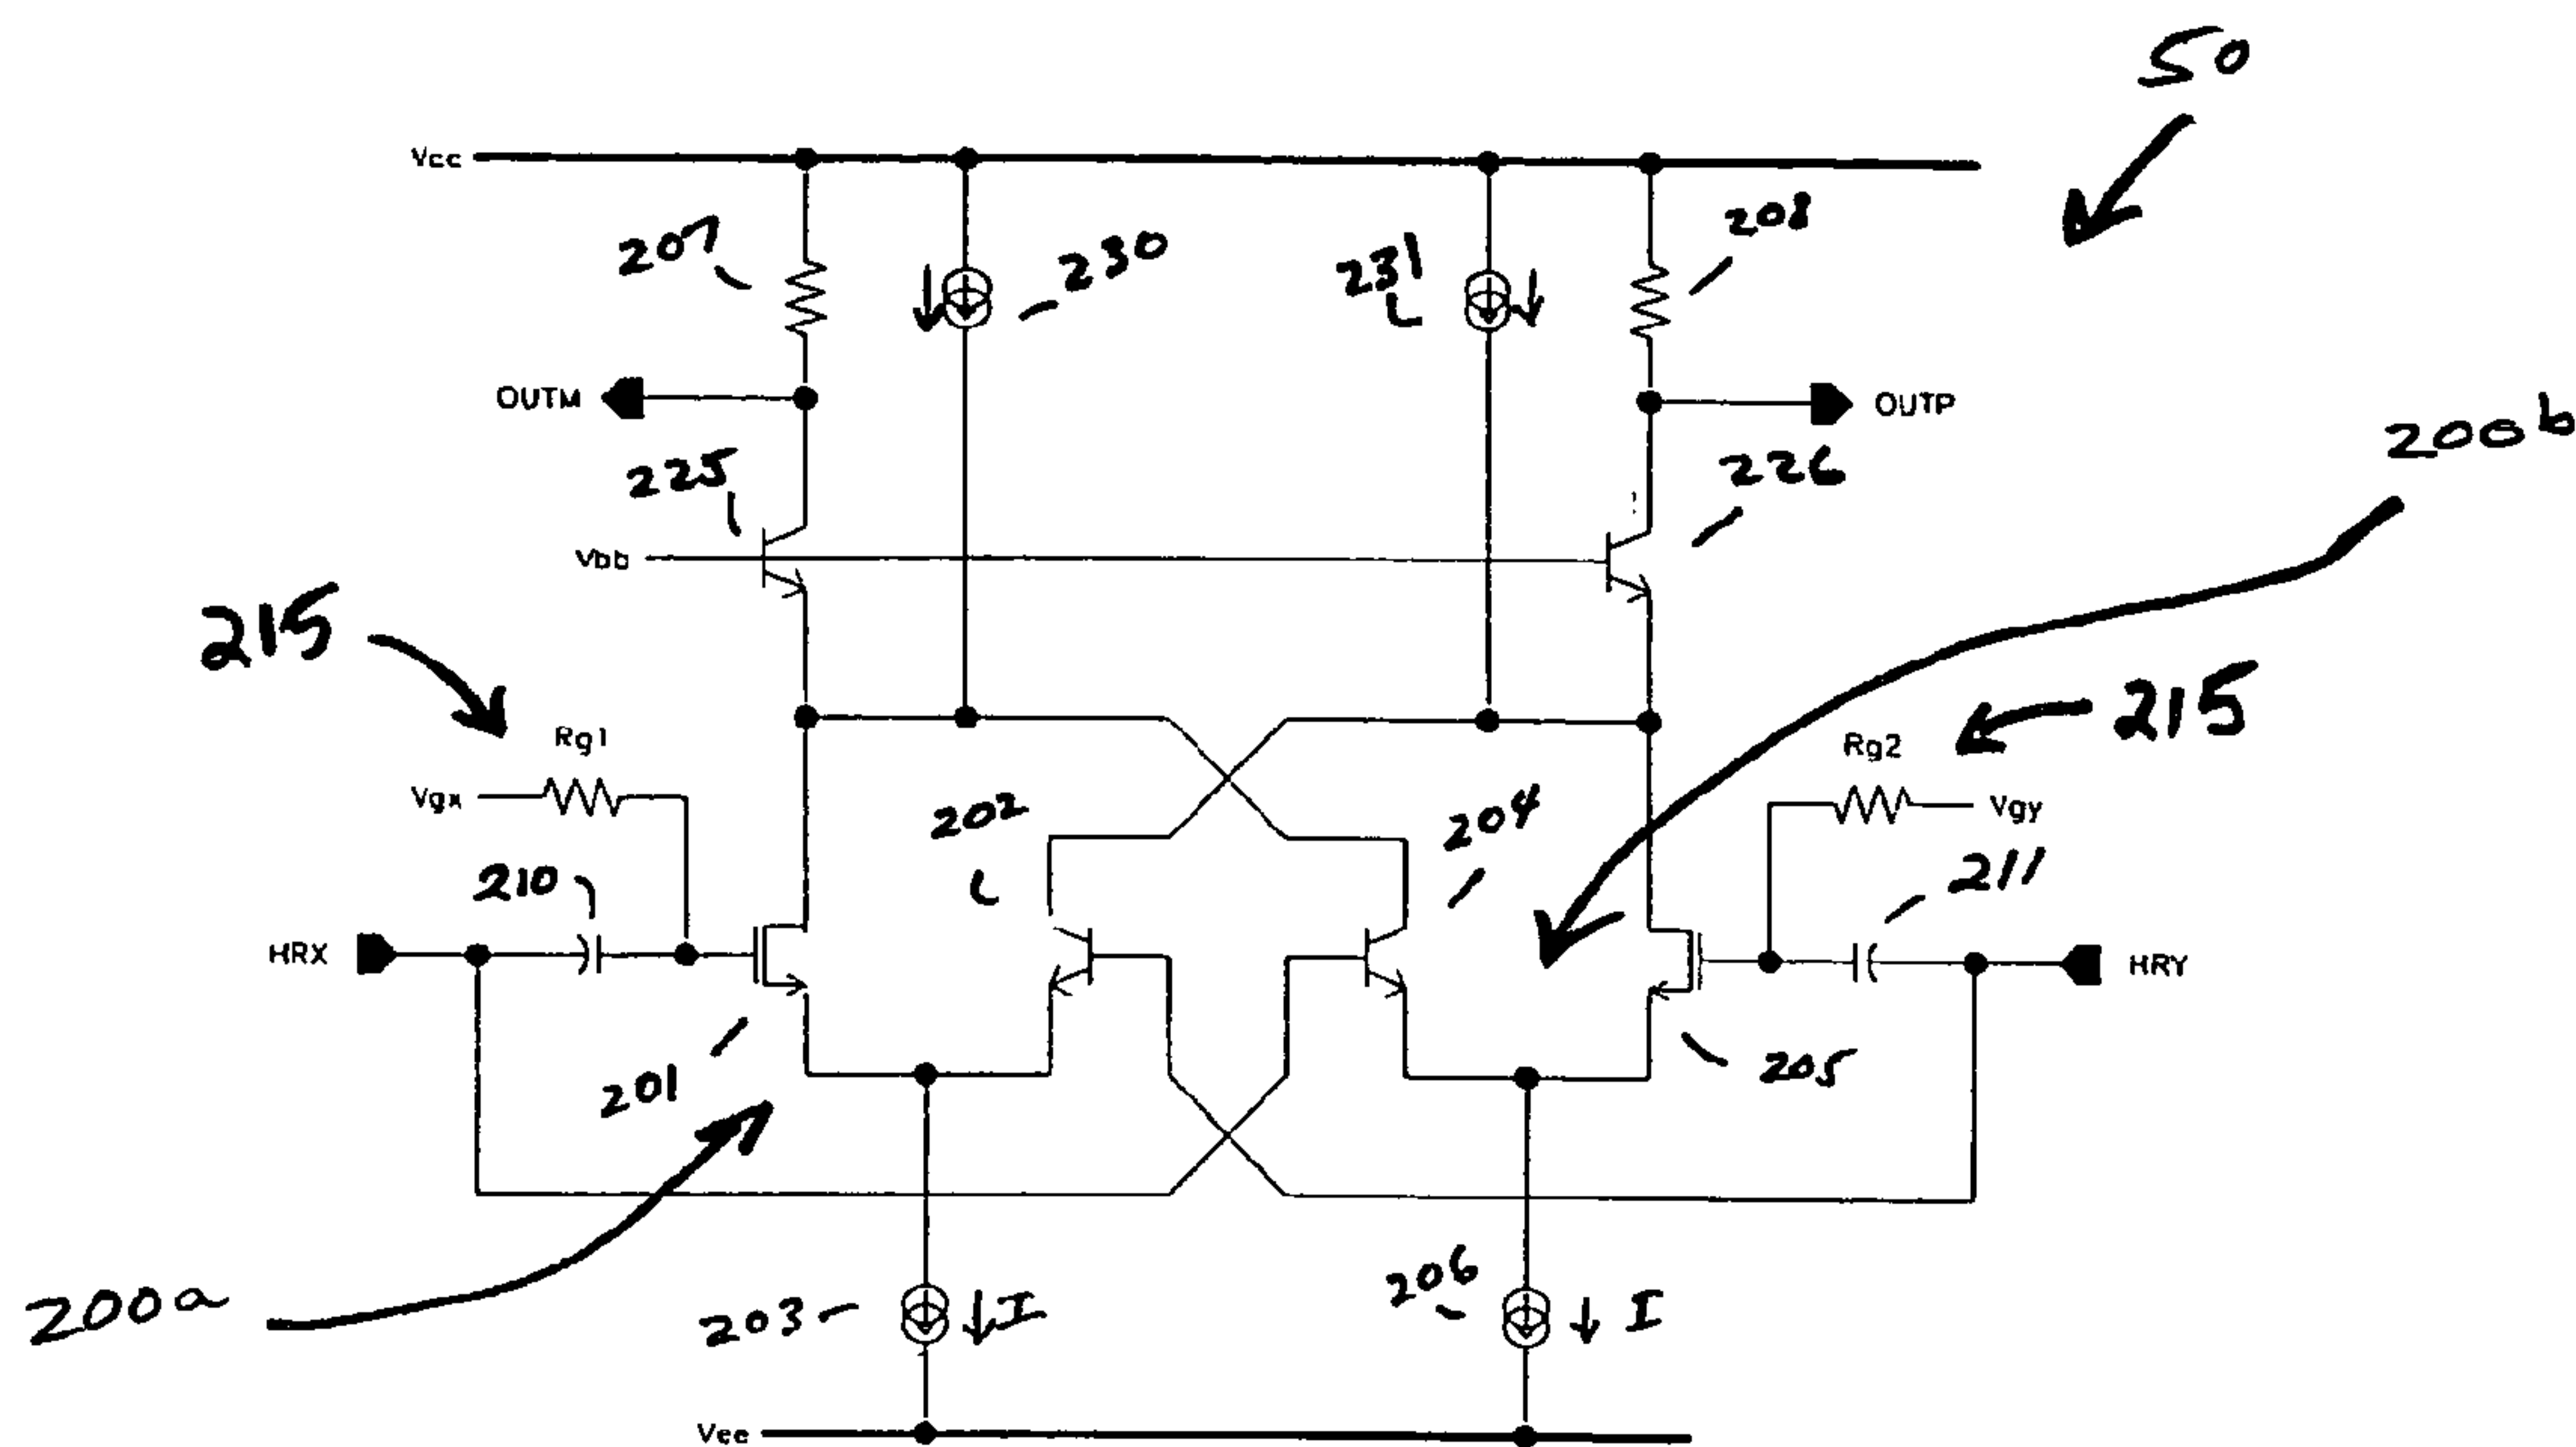 50
Vcc
207
230
231
208
OUTM
OUTP
200b
225
226
Vbb
215
215
Rg1
Rg2
Vgx
Vgy
202
204
210
211
HRX
HRY
201
205
200a
203
I
206
I
Vee